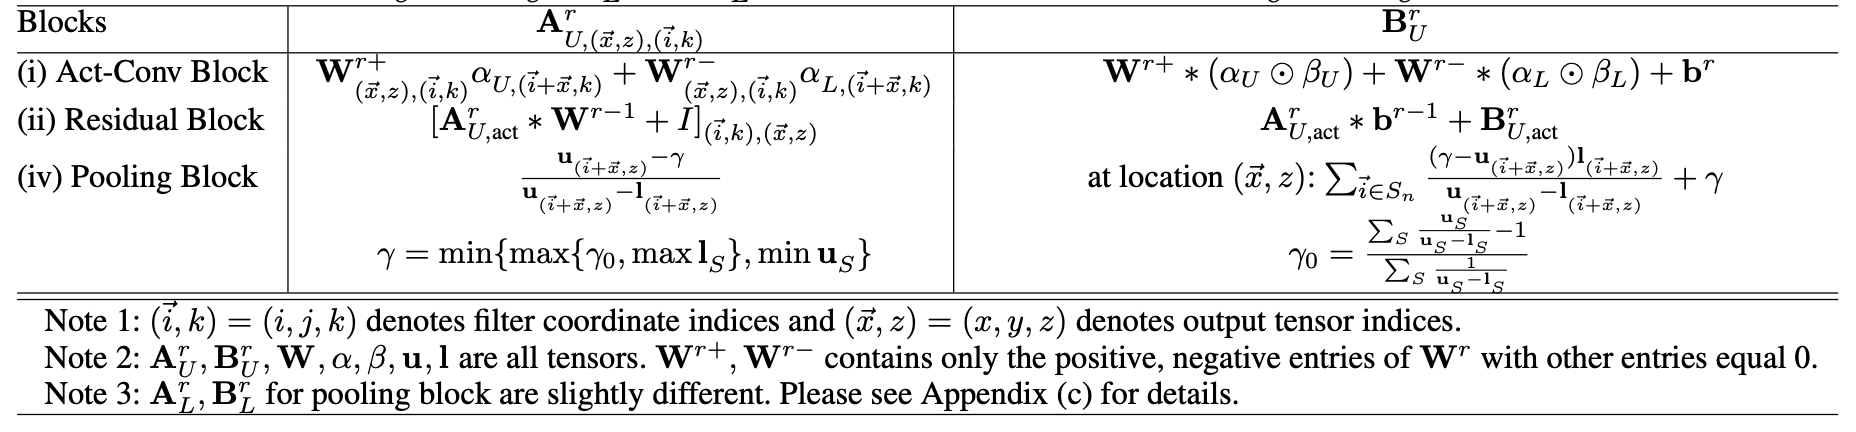 Blocks $\mathbf{A}^r_{U,(\vec{x},z),(\vec{i},k)}$ $\mathbf{B}^r_U$
(i) Act-Conv Block $\mathbf{W}^{r+}_{(\vec{x},z),(\vec{i},k)}\alpha_{U,(\vec{i}+\vec{x},k)} + \mathbf{W}^{r-}_{(\vec{x},z),(\vec{i},k)}\alpha_{L,(\vec{i}+\vec{x},k)}$ $\mathbf{W}^{r+} * (\alpha_U \odot \beta_U) + \mathbf{W}^{r-} * (\alpha_L \odot \beta_L) + \mathbf{b}^r$
(ii) Residual Block $[\mathbf{A}^r_{U,\text{act}} * \mathbf{W}^{r-1} + I]_{(\vec{i},k),(\vec{x},z)}$ $\mathbf{A}^r_{U,\text{act}} * \mathbf{b}^{r-1} + \mathbf{B}^r_{U,\text{act}}$
(iv) Pooling Block $\frac{\mathbf{u}_{(\vec{i}+\vec{x},z)}-\gamma}{\mathbf{u}_{(\vec{i}+\vec{x},z)}-\mathbf{l}_{(\vec{i}+\vec{x},z)}}$ at location $(\vec{x}, z)$: $\sum_{\vec{i}\in S_n} \frac{(\gamma-\mathbf{u}_{(\vec{i}+\vec{x},z)})\mathbf{l}_{(\vec{i}+\vec{x},z)}}{\mathbf{u}_{(\vec{i}+\vec{x},z)}-\mathbf{l}_{(\vec{i}+\vec{x},z)}} + \gamma$
$\gamma = \min\{\max\{\gamma_0, \max \mathbf{l}_S\}, \min \mathbf{u}_S\}$ $\gamma_0 = \frac{\sum_S \frac{\mathbf{u}_S}{\mathbf{u}_S-\mathbf{l}_S}-1}{\sum_S \frac{1}{\mathbf{u}_S-\mathbf{l}_S}}$
Note 1: $(\vec{i}, k) = (i, j, k)$ denotes filter coordinate indices and $(\vec{x}, z) = (x, y, z)$ denotes output tensor indices.
Note 2: $\mathbf{A}^r_U, \mathbf{B}^r_U, \mathbf{W}, \alpha, \beta, \mathbf{u}, \mathbf{l}$ are all tensors. $\mathbf{W}^{r+}, \mathbf{W}^{r-}$ contains only the positive, negative entries of $\mathbf{W}^r$ with other entries equal 0.
Note 3: $\mathbf{A}^r_L, \mathbf{B}^r_L$ for pooling block are slightly different. Please see Appendix (c) for details.